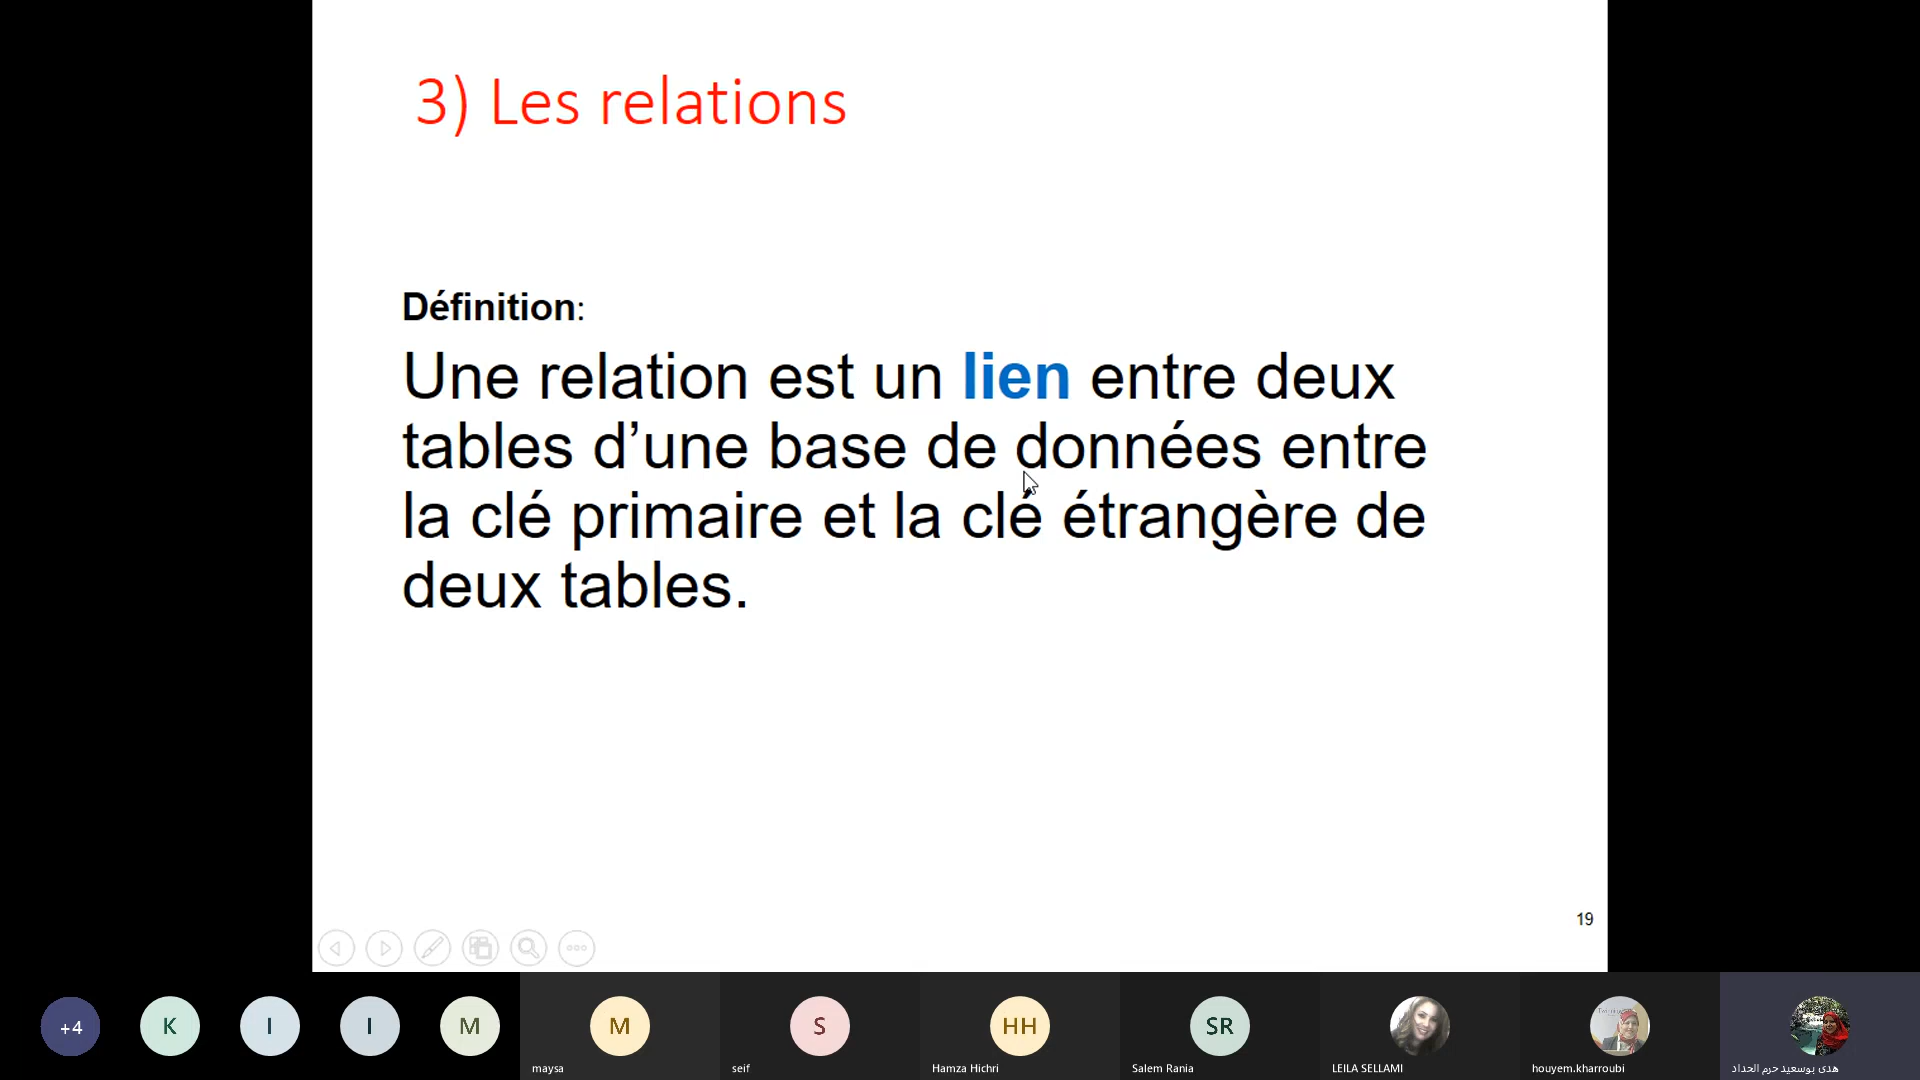 3) Les relations
Définition:
Une relation est un lien entre deux
tables d’une base de données entre
la clé primaire et la clé étrangère de
deux tables.
19
+4
K
I
I
M
M
S
HH
SR
maysa
seif
Hamza Hichri
Salem Rania
LEILA SELLAMI
houyem.kharroubi
هدى بوسعيد حرم الحداد